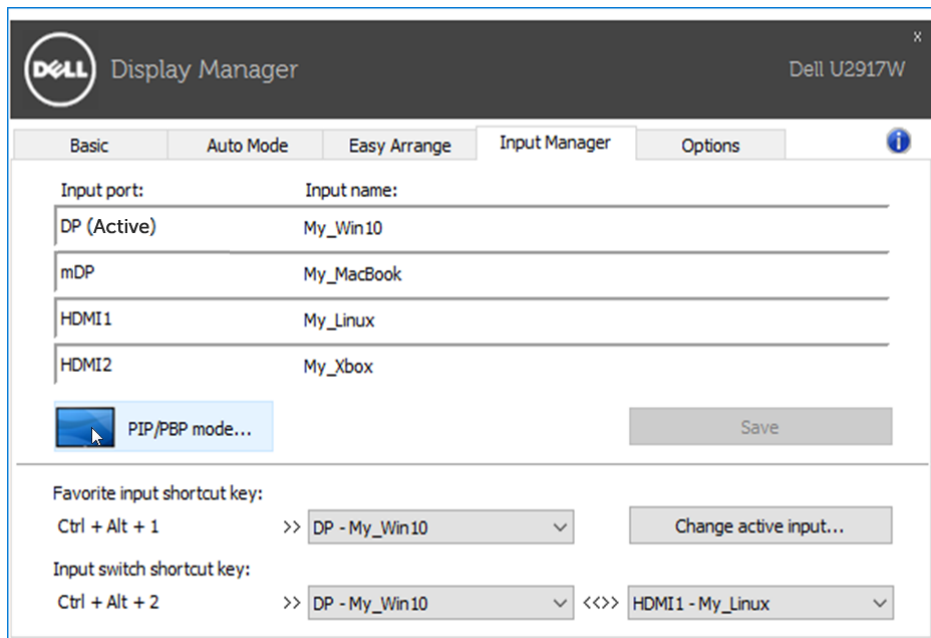 x
DELL Display Manager Dell U2917W
Basic Auto Mode Easy Arrange Input Manager Options i
Input port: Input name:
DP (Active) My_Win10
mDP My_MacBook
HDMI1 My_Linux
HDMI2 My_Xbox
PIP/PBP mode... Save
Favorite input shortcut key:
Ctrl + Alt + 1 >> DP - My_Win10 Change active input...
Input switch shortcut key:
Ctrl + Alt + 2 >> DP - My_Win10 <<>> HDMI1 - My_Linux